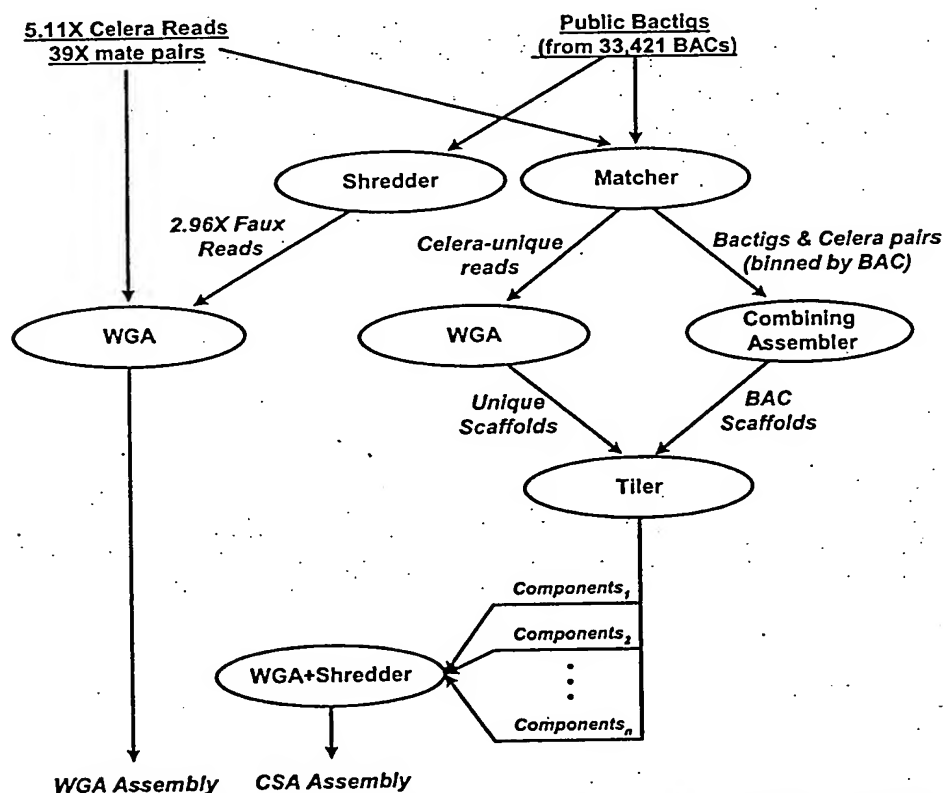 5.11X Celera Reads
39X mate pairs
Public Bactigs
(from 33,421 BACs)
Shredder
Matcher
2.96X Faux
Reads
Celera-unique
reads
Bactigs & Celera pairs
(binned by BAC)
WGA
WGA
Combining
Assembler
Unique
Scaffolds
BAC
Scaffolds
Tiler
Components1
Components2
WGA+Shredder
Componentsn
WGA Assembly
CSA Assembly